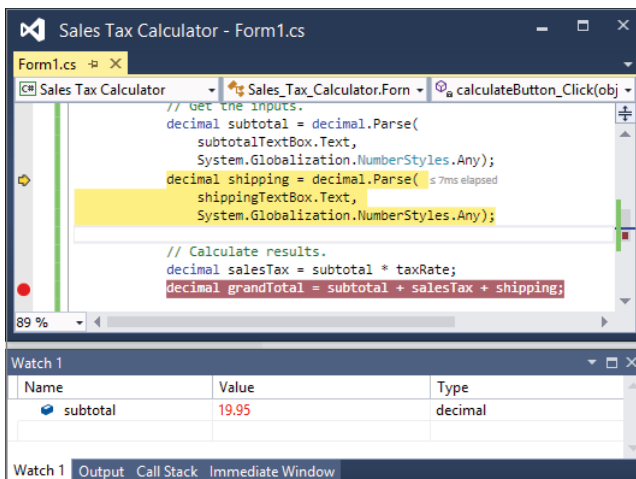 Sales Tax Calculator - Form1.cs
Form1.cs
C# Sales Tax Calculator
Sales_Tax_Calculator.Forn
calculateButton_Click(obj
// Get the inputs.
decimal subtotal = decimal.Parse(
subtotalTextBox.Text,
System.Globalization.NumberStyles.Any);
decimal shipping = decimal.Parse( ≤ 7ms elapsed
shippingTextBox.Text,
System.Globalization.NumberStyles.Any);
// Calculate results.
decimal salesTax = subtotal * taxRate;
decimal grandTotal = subtotal + salesTax + shipping;
89 %
Watch 1
Name Value Type
subtotal 19.95 decimal
Watch 1 Output Call Stack Immediate Window